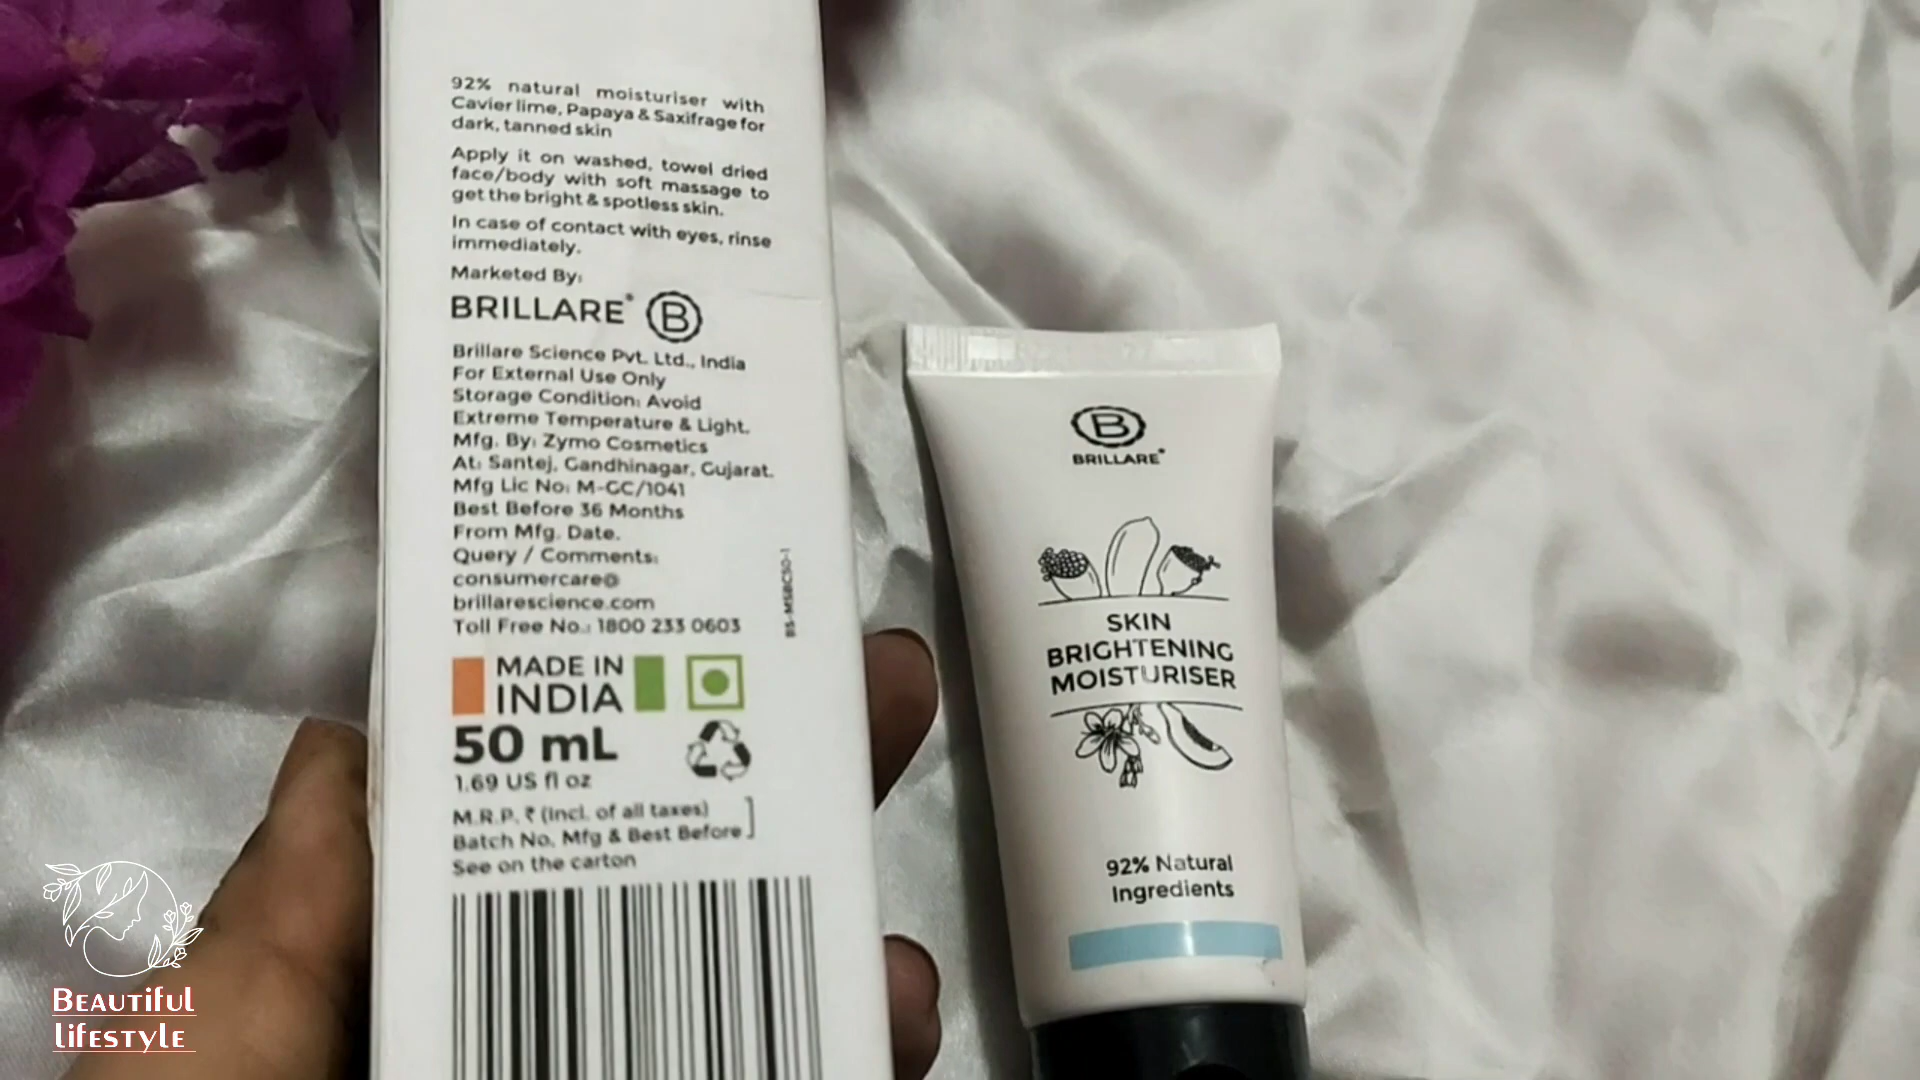 92% natural moisturiser with
Cavier lime, Papaya & Saxifrage for
dark, tanned skin
Apply it on washed, towel dried
face/body with soft massage to
get the bright & spotless skin.
In case of contact with eyes, rinse
immediately.
Marketed By:
BRILLARE® B
Brillare Science Pvt. Ltd., India
For External Use Only
Storage Condition: Avoid
Extreme Temperature & Light.
Mfg. By: Zymo Cosmetics
At: Santej, Gandhinagar, Gujarat.
Mfg Lic No: M-GC/1041
Best Before 36 Months
From Mfg. Date.
Query / Comments:
consumercare@
brillarescience.com
Toll Free No.: 1800 233 0603
BS-MSBC50-1
MADE IN
INDIA
50 mL
1.69 US fl oz
M.R.P. ₹ (Incl. of all taxes)
Batch No, Mfg & Best Before
See on the carton
B
BRILLARE®
SKIN
BRIGHTENING
MOISTURISER
92% Natural
Ingredients
BEAUTIfUL
lIfESTYLE